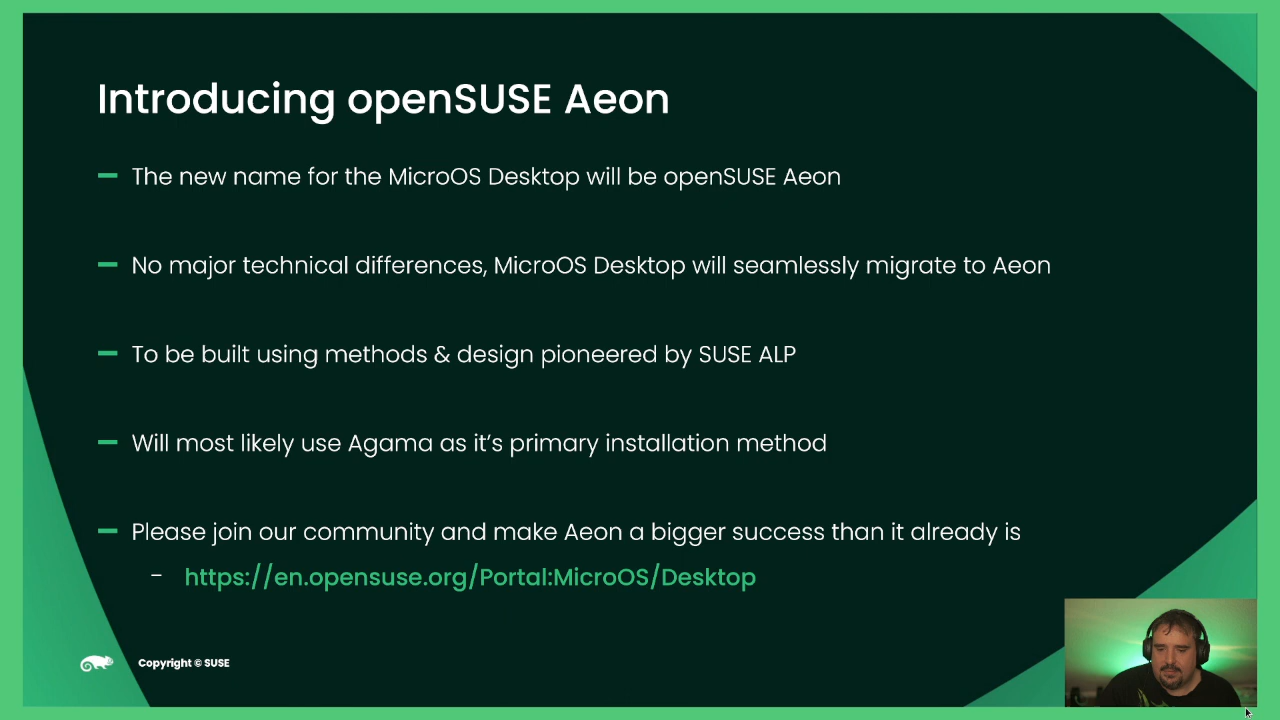 Introducing openSUSE Aeon
The new name for the MicroOS Desktop will be openSUSE Aeon
No major technical differences, MicroOS Desktop will seamlessly migrate to Aeon
To be built using methods & design pioneered by SUSE ALP
Will most likely use Agama as it’s primary installation method
Please join our community and make Aeon a bigger success than it already is
https://en.opensuse.org/Portal:MicroOS/Desktop
Copyright © SUSE